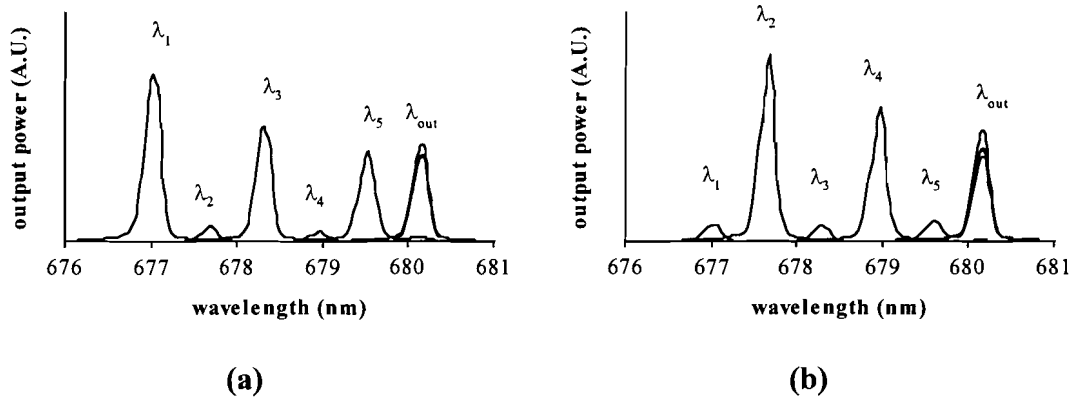 output power (A.U.)
λ1
λ2
λ3
λ4
λ5
λout
676 677 678 679 680 681
wavelength (nm)
(a)
output power (A.U.)
λ1
λ2
λ3
λ4
λ5
λout
676 677 678 679 680 681
wavelength (nm)
(b)